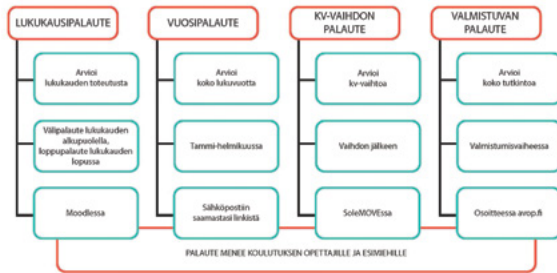 LUKUKAUSIPALAUTE
Arvioi
lukukauden toteutusta
Välipalaute lukukauden
alkupuolella,
loppupalaute lukukauden
lopussa
Moodlessa
VUOSIPALAUTE
Arvioi
koko lukuvuotta
Tammi-helmikuussa
Sähköpostiin
saamastasi linkistä
KV-VAIHDON
PALAUTE
Arvioi
kv-vaihtoa
Vaihdon jälkeen
SoleMOVEssa
VALMISTUVAN
PALAUTE
Arvioi
koko tutkintoa
Valmistumisvaiheessa
Osoitteessa avop.fi
PALAUTE MENEE KOULUTUKSEN OPETTAJILLE JA ESIMIEHILLE